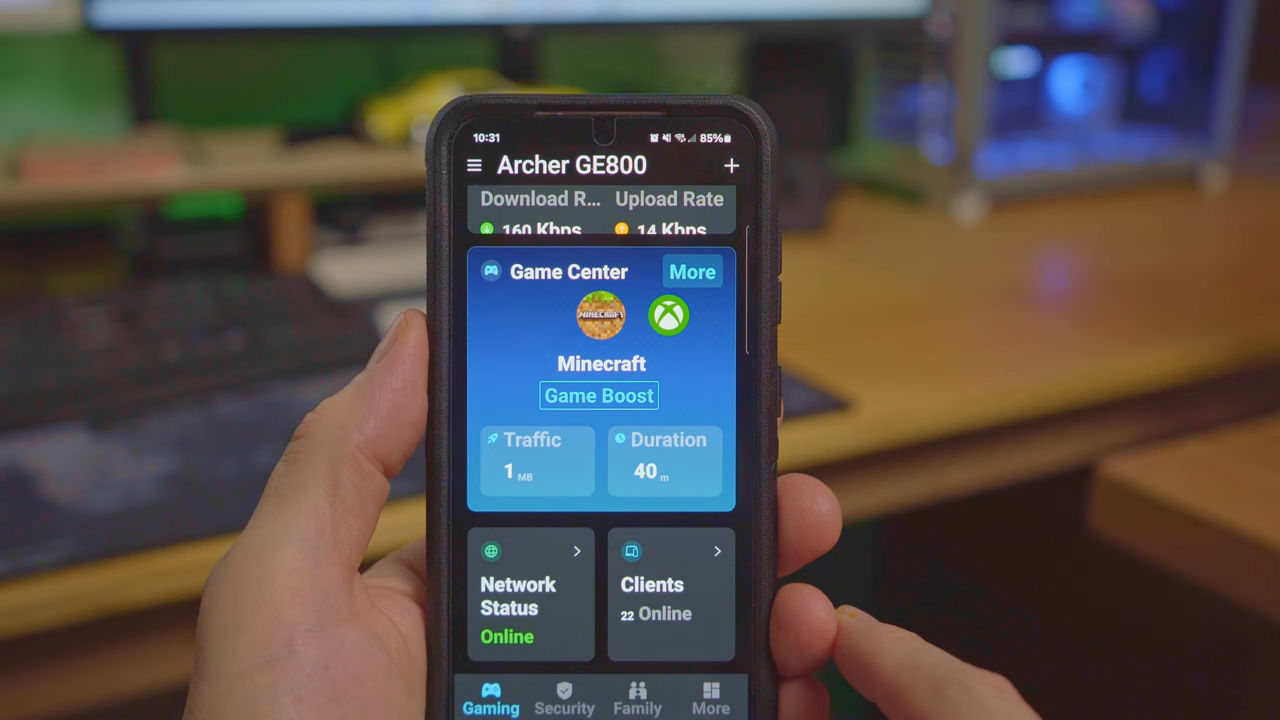 10:31 85%
Archer GE800 +
Download R... Upload Rate
160 Kbps 14 Kbps
Game Center More
MINECRAFT
Minecraft
Game Boost
Traffic Duration
1 MB 40 m
Network Status
Clients
22 Online
Online
Gaming Security Family More